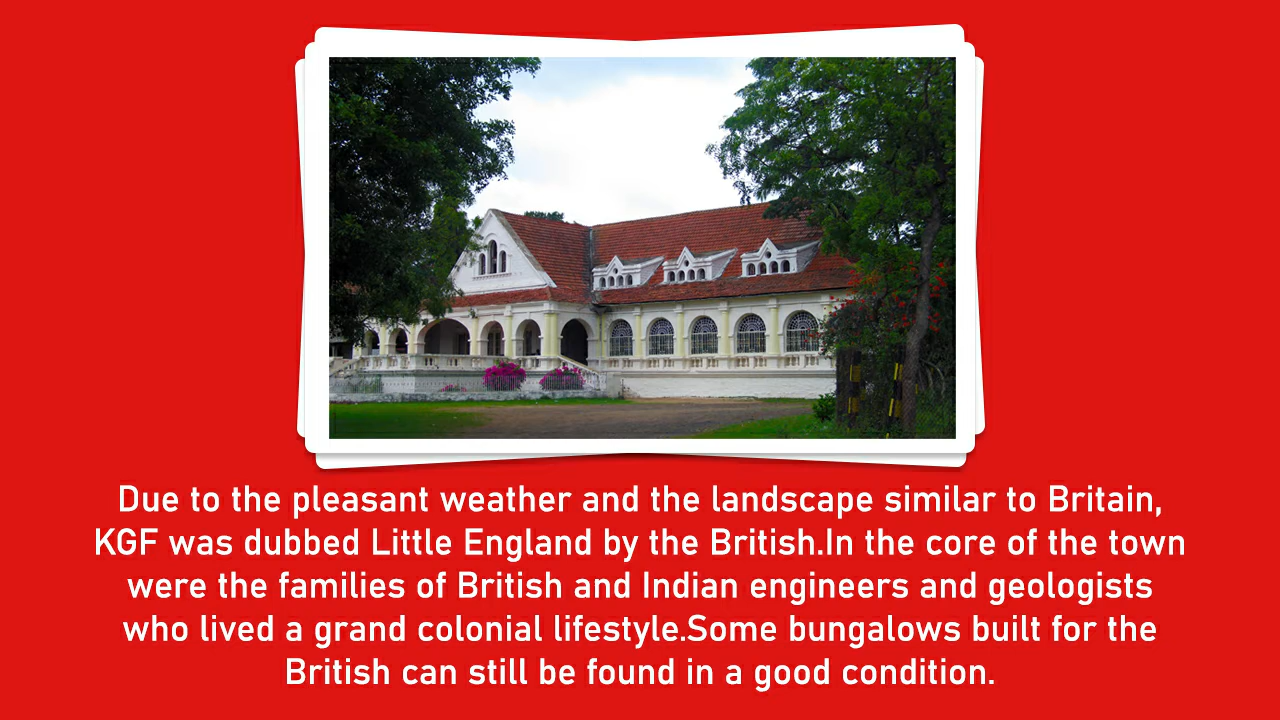 Due to the pleasant weather and the landscape similar to Britain,
KGF was dubbed Little England by the British.In the core of the town
were the families of British and Indian engineers and geologists
who lived a grand colonial lifestyle.Some bungalows built for the
British can still be found in a good condition.